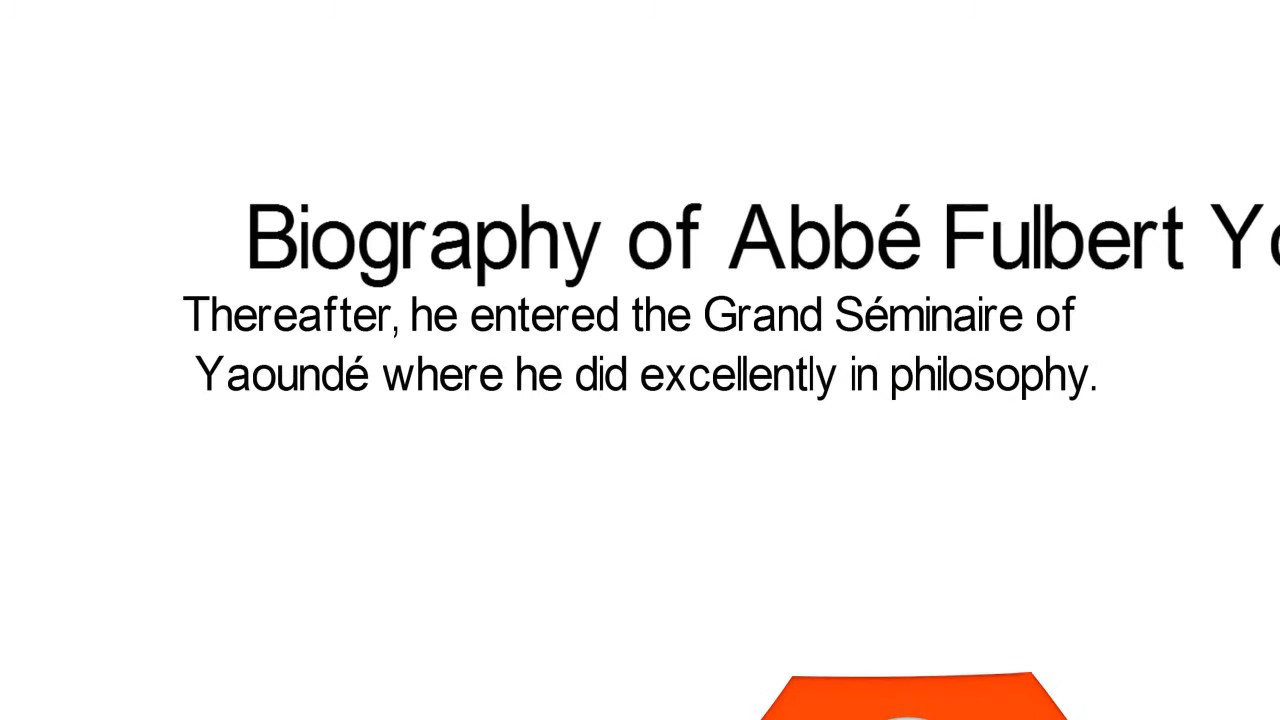 Biography of Abbé Fulbert
Thereafter, he entered the Grand Séminaire of
Yaoundé where he did excellently in philosophy.